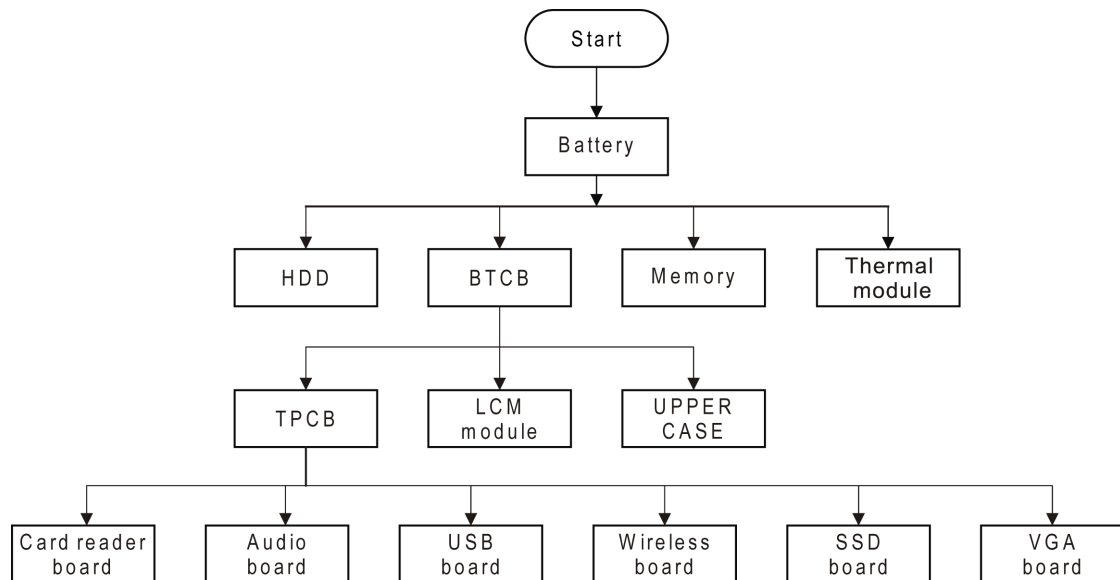 Start
Battery
HDD
BTCB
Memory
Thermal
module
TPCB
LCM
module
UPPER
CASE
Card reader
board
Audio
board
USB
board
Wireless
board
SSD
board
VGA
board